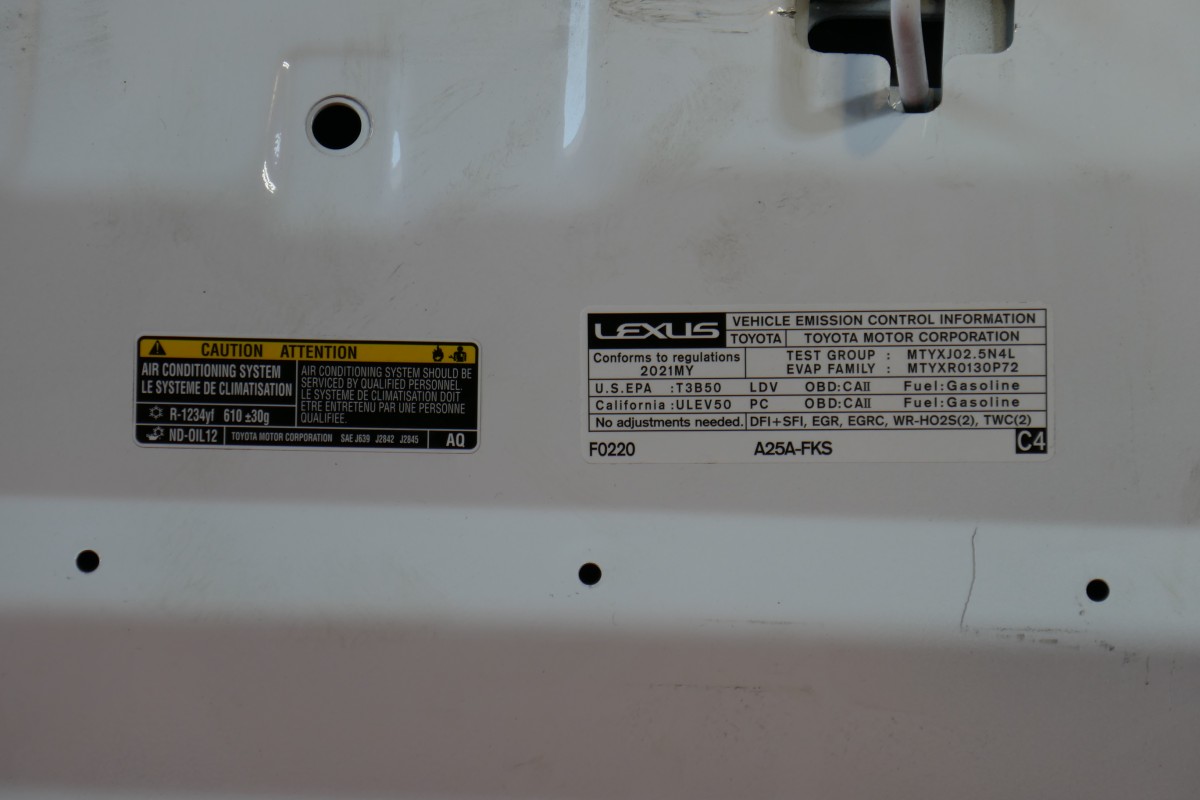 CAUTION ATTENTION
AIR CONDITIONING SYSTEM
LE SYSTEME DE CLIMATISATION
AIR CONDITIONING SYSTEM SHOULD BE
SERVICED BY QUALIFIED PERSONNEL.
LE SYSTEME DE CLIMATISATION DOIT
ETRE ENTRETENU PAR UNE PERSONNE
QUALIFIEE.
R-1234yf 610 ±30g
ND-OIL12 TOYOTA MOTOR CORPORATION SAE J639 J2842 J2845 AQ
LEXUS VEHICLE EMISSION CONTROL INFORMATION
TOYOTA TOYOTA MOTOR CORPORATION
Conforms to regulations
2021MY
TEST GROUP : MTYXJ02.5N4L
EVAP FAMILY : MTYXR0130P72
U.S.EPA :T3B50 LDV OBD:CAII Fuel:Gasoline
California :ULEV50 PC OBD:CAII Fuel:Gasoline
No adjustments needed. DFI+SFI, EGR, EGRC, WR-HO2S(2), TWC(2)
F0220 A25A-FKS C4